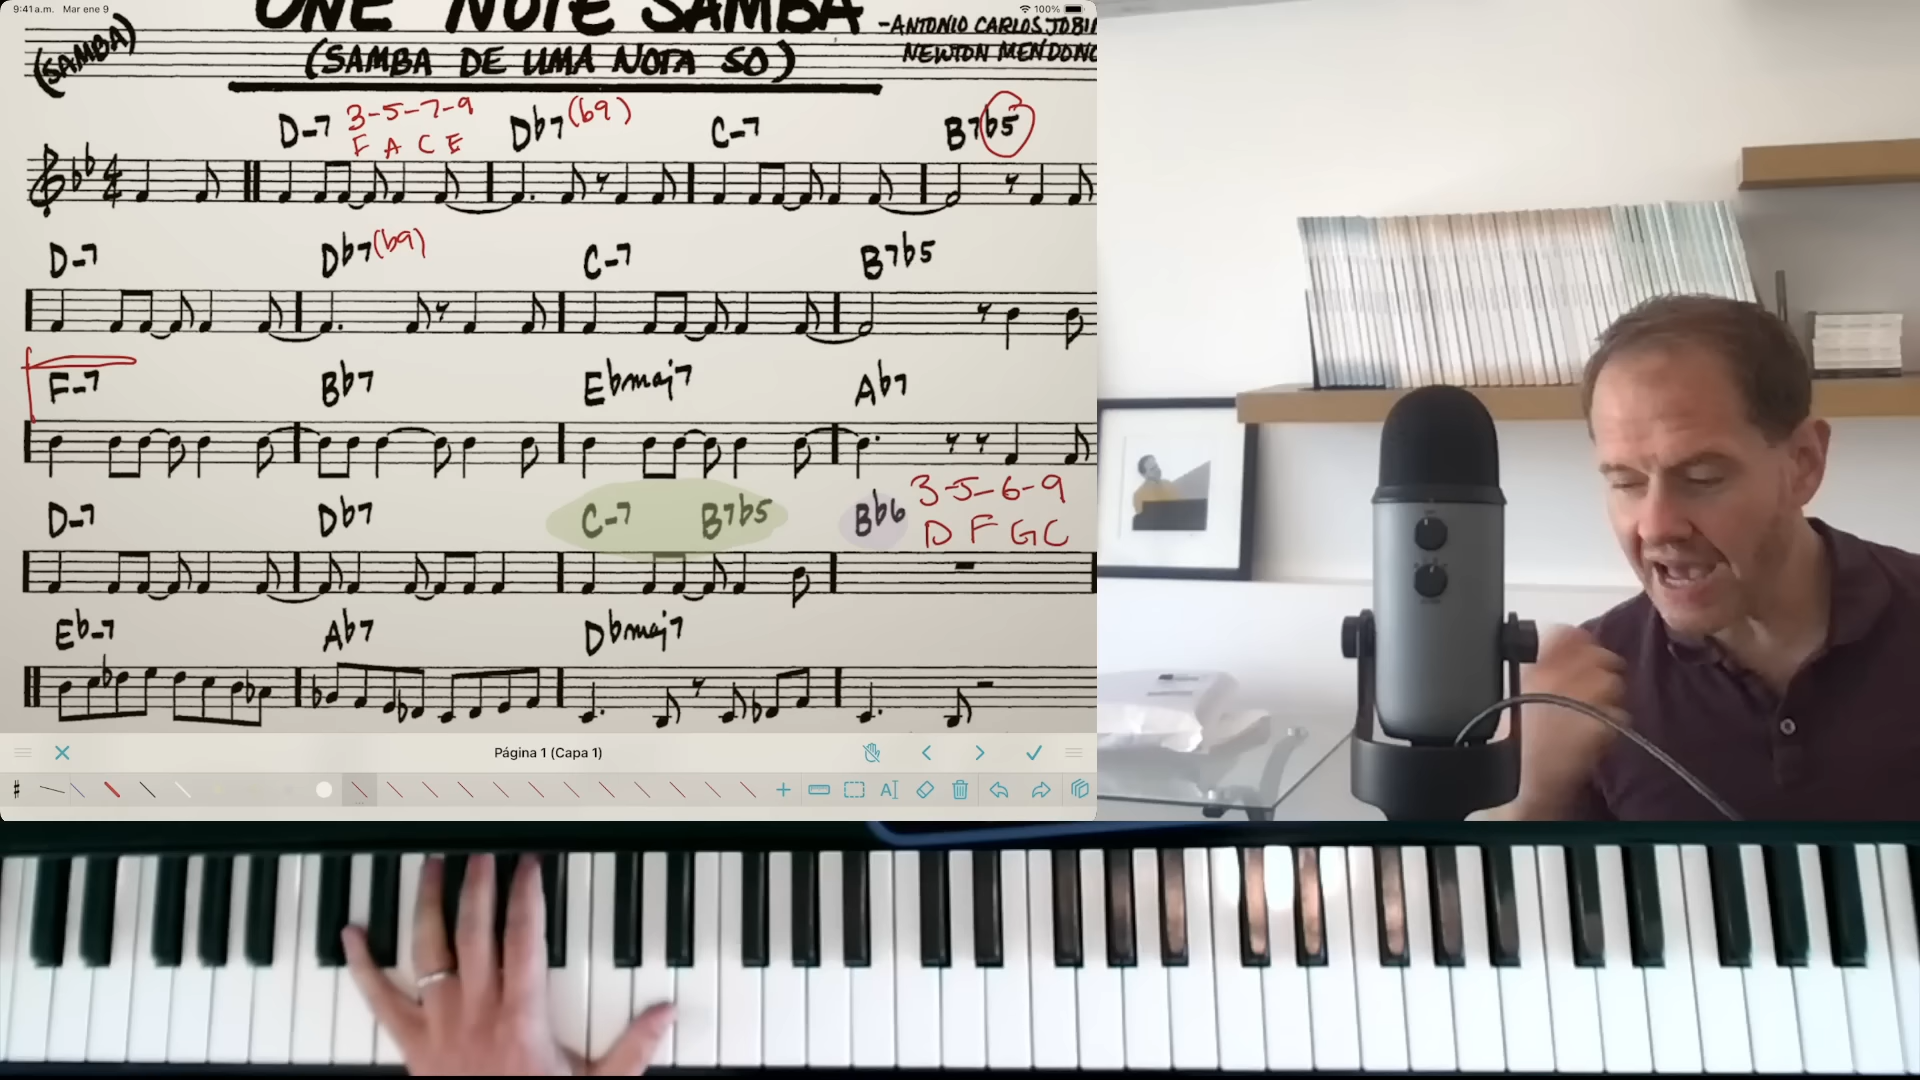 9:41 a.m. Mar ene 9
100%
ONE NOTE SAMBA
(SAMBA)
(SAMBA DE UMA NOTA SO)
-ANTONIO CARLOS JOBI
NEWTON MENDONC
D-7 3-5-7-9 Db7(b9) C-7 B7b5
F A C E
4
4
D-7 Db7(b9) C-7 B7b5
F-7 Bb7 Ebmaj7 Ab7
D-7 Db7 C-7 B7b5 Bb6 3-5-6-9
D F G C
Eb-7 Ab7 Dbmaj7
Página 1 (Capa 1)